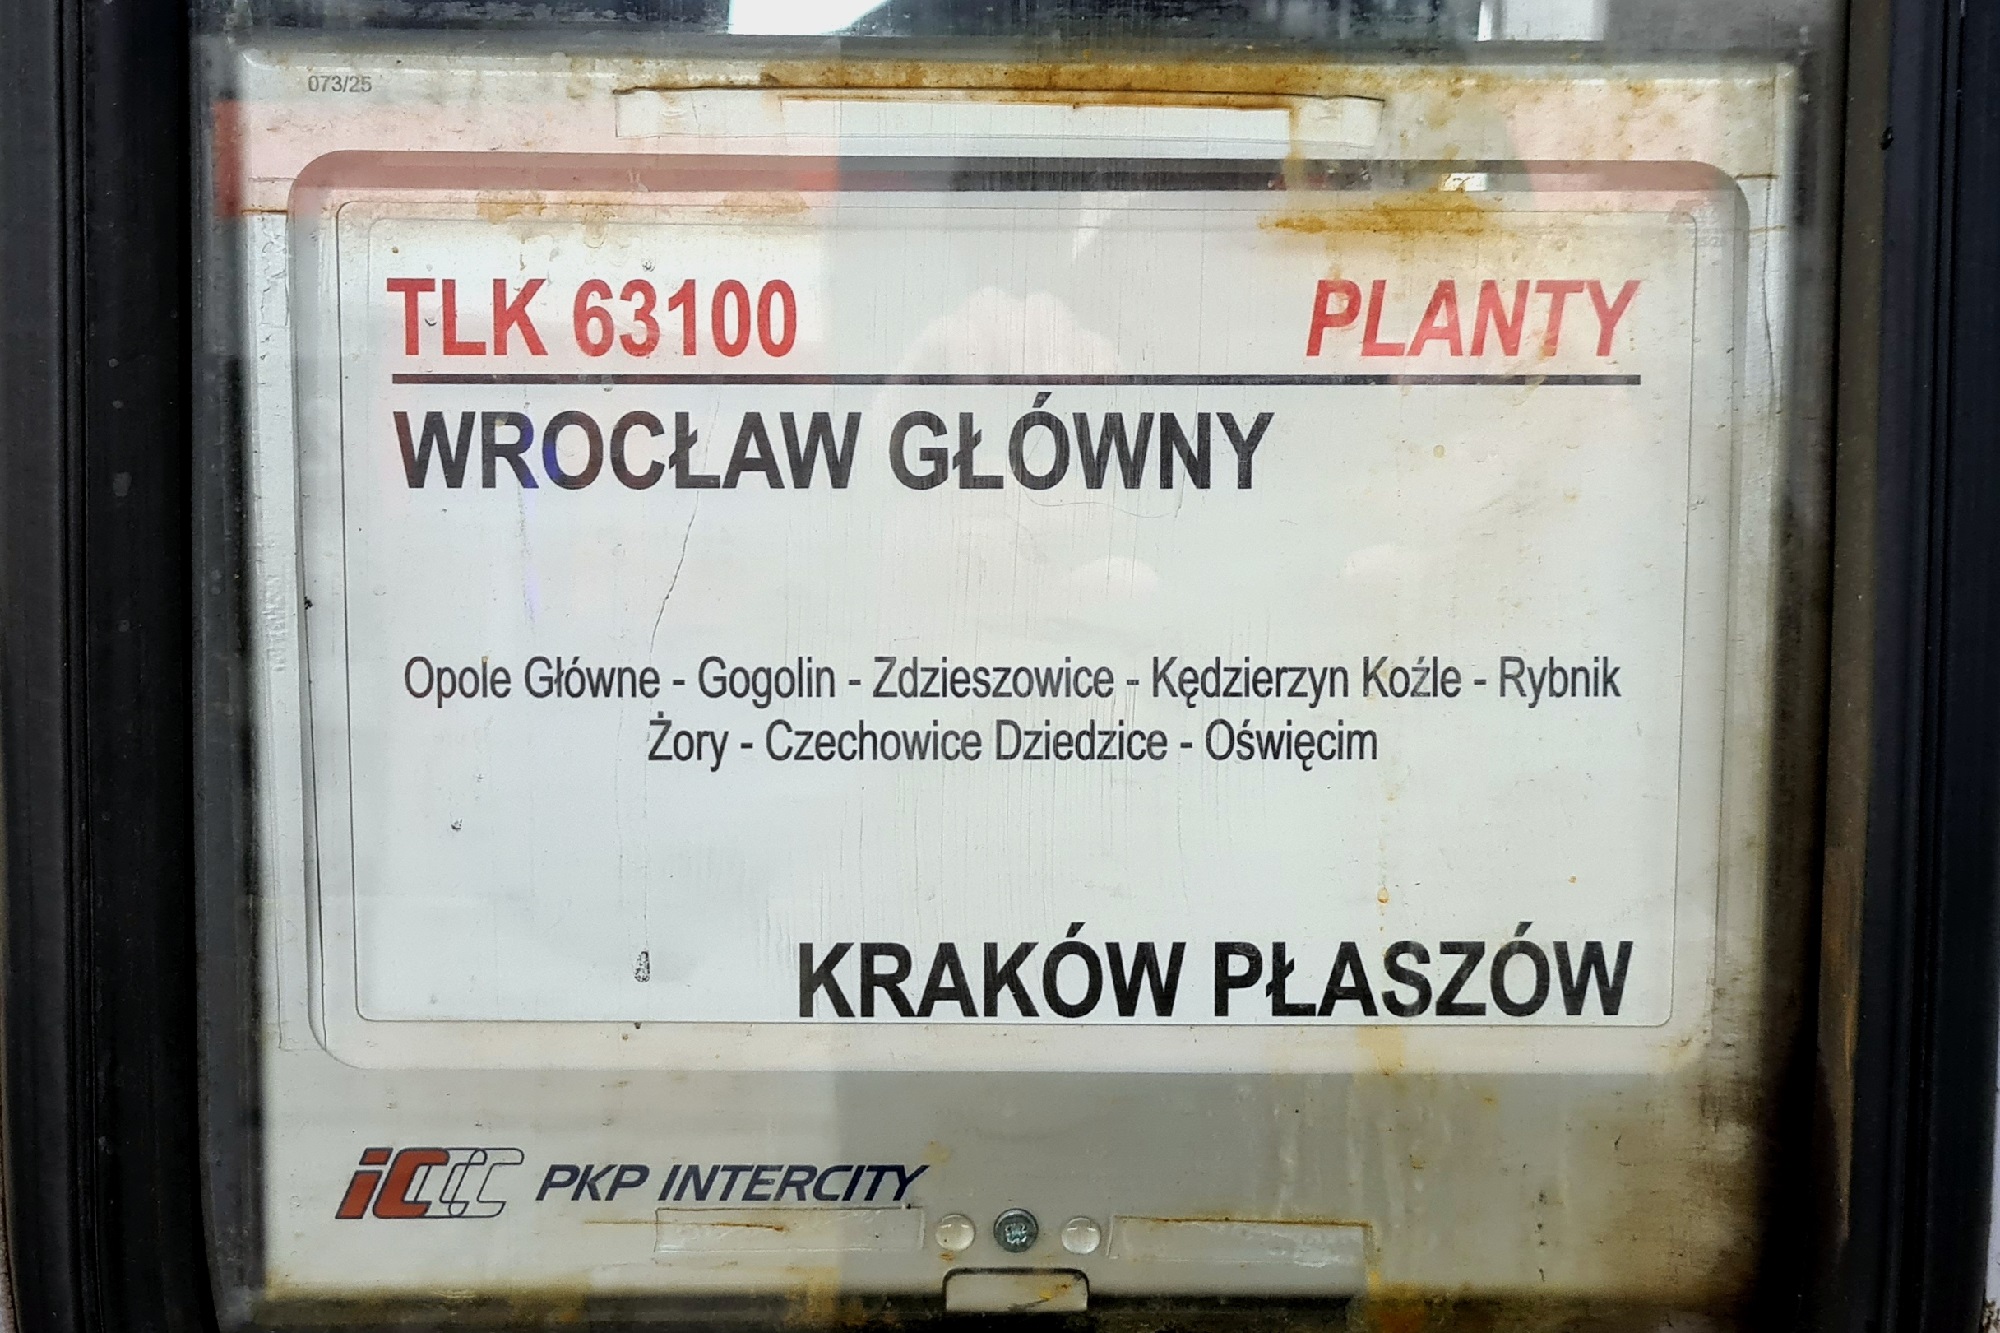 073/25
TLK 63100 PLANTY
WROCŁAW GŁÓWNY
Opole Główne - Gogolin - Zdzieszowice - Kędzierzyn Koźle - Rybnik
Żory - Czechowice Dziedzice - Oświęcim
KRAKÓW PŁASZÓW
iC PKP INTERCITY